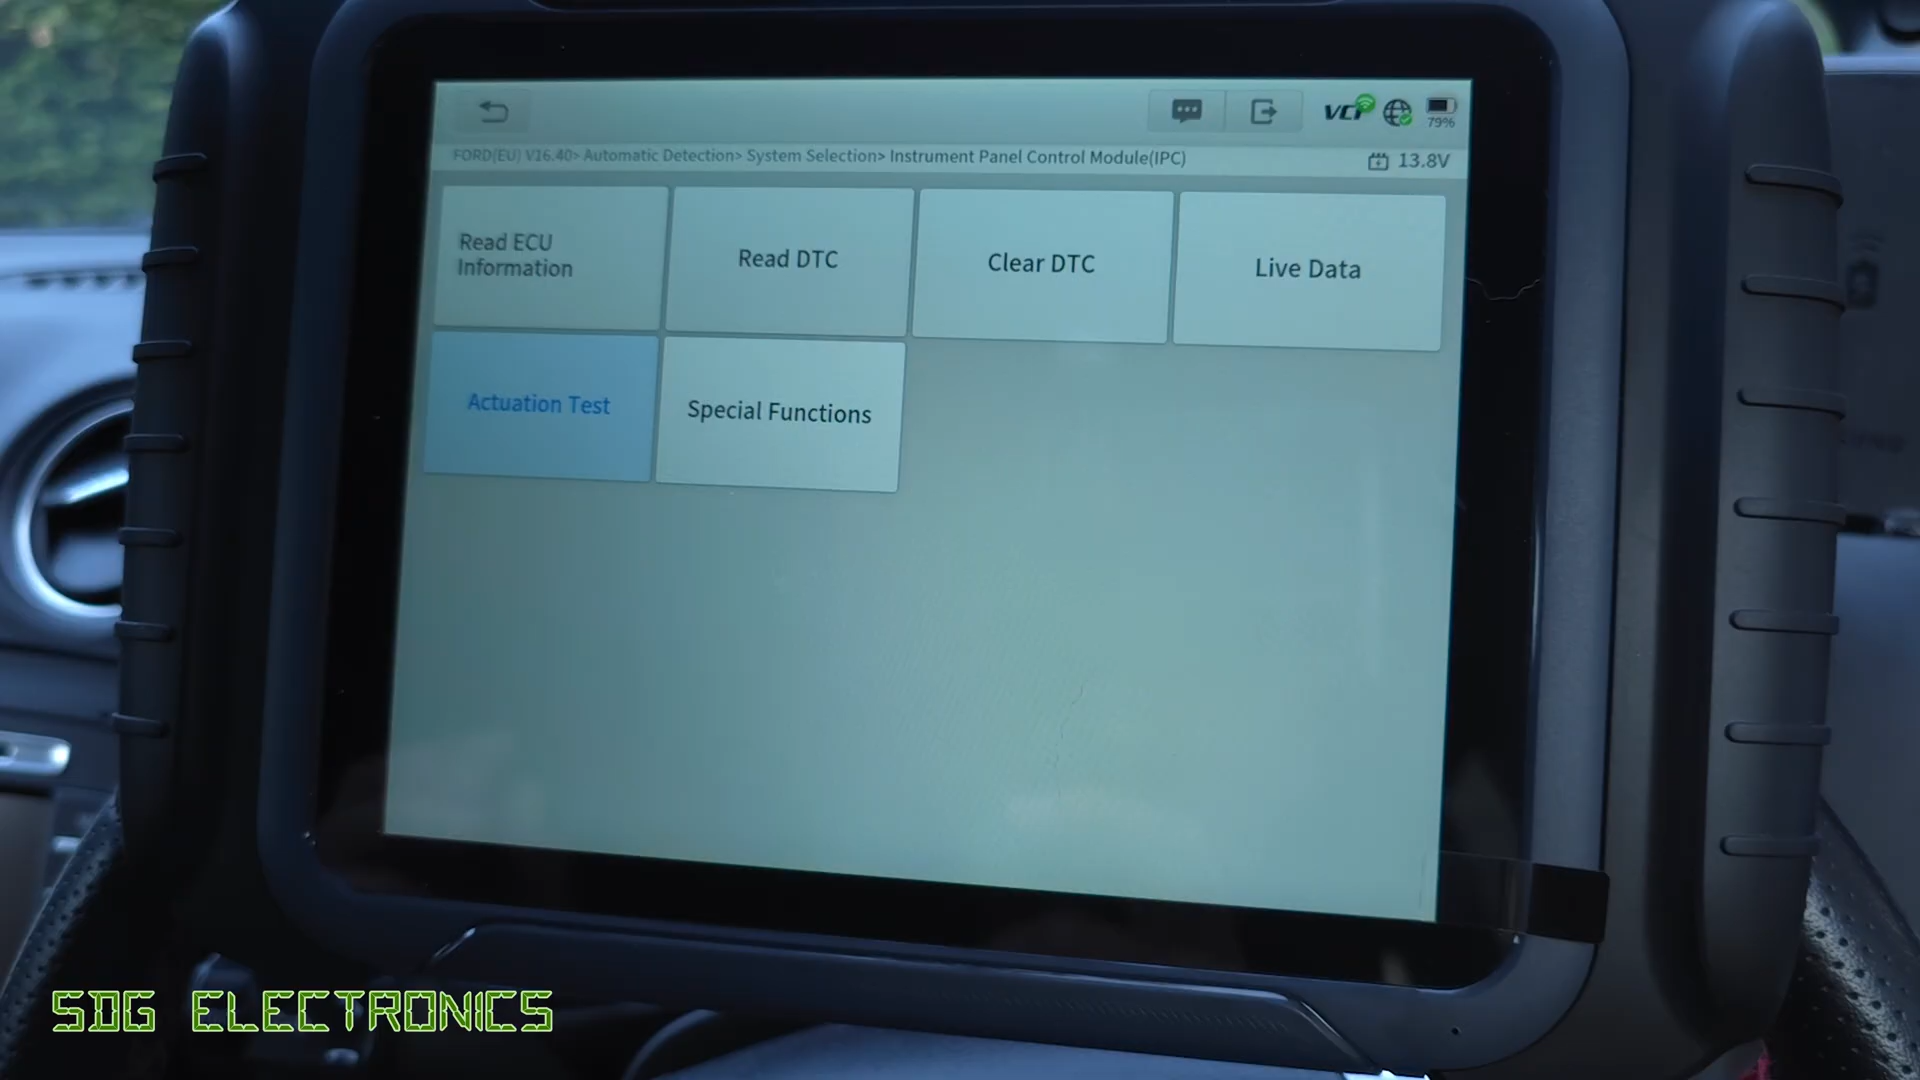 VCI
79%
FORD(EU) V16.40> Automatic Detection> System Selection> Instrument Panel Control Module(IPC)
13.8V
Read ECU
Information
Read DTC
Clear DTC
Live Data
Actuation Test
Special Functions
SDG ELECTRONICS